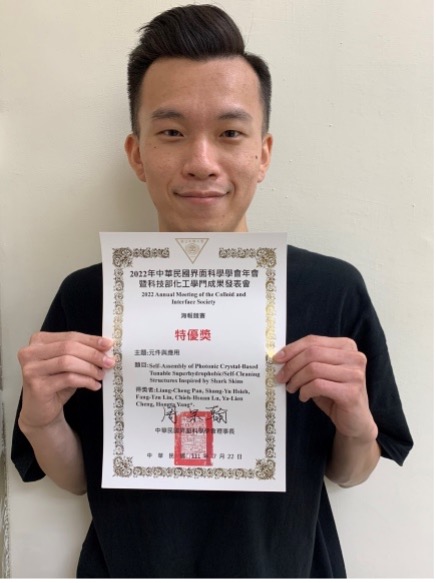 2022年中華民國界面科學學會年會
暨科技部化工學門成果發表會
2022 Annual Meeting of the Colloid and
Interface Society
海報競賽
特優獎
主題:元件與應用
題目:Self-Assembly of Photonic Crystal-Based
Tunable Superhydrophobic/Self-Cleaning
Structures Inspired by Shark Skins
得獎者:Liang-Cheng Pan, Shang-Yu Hsieh,
Fang-Tzu Lin, Chieh-Hsuan Lu, Yu-Lien
Cheng, Hongta Yang*.
中華民國界面科學學會理事長
中 華 民 國 111 年 月 22 日